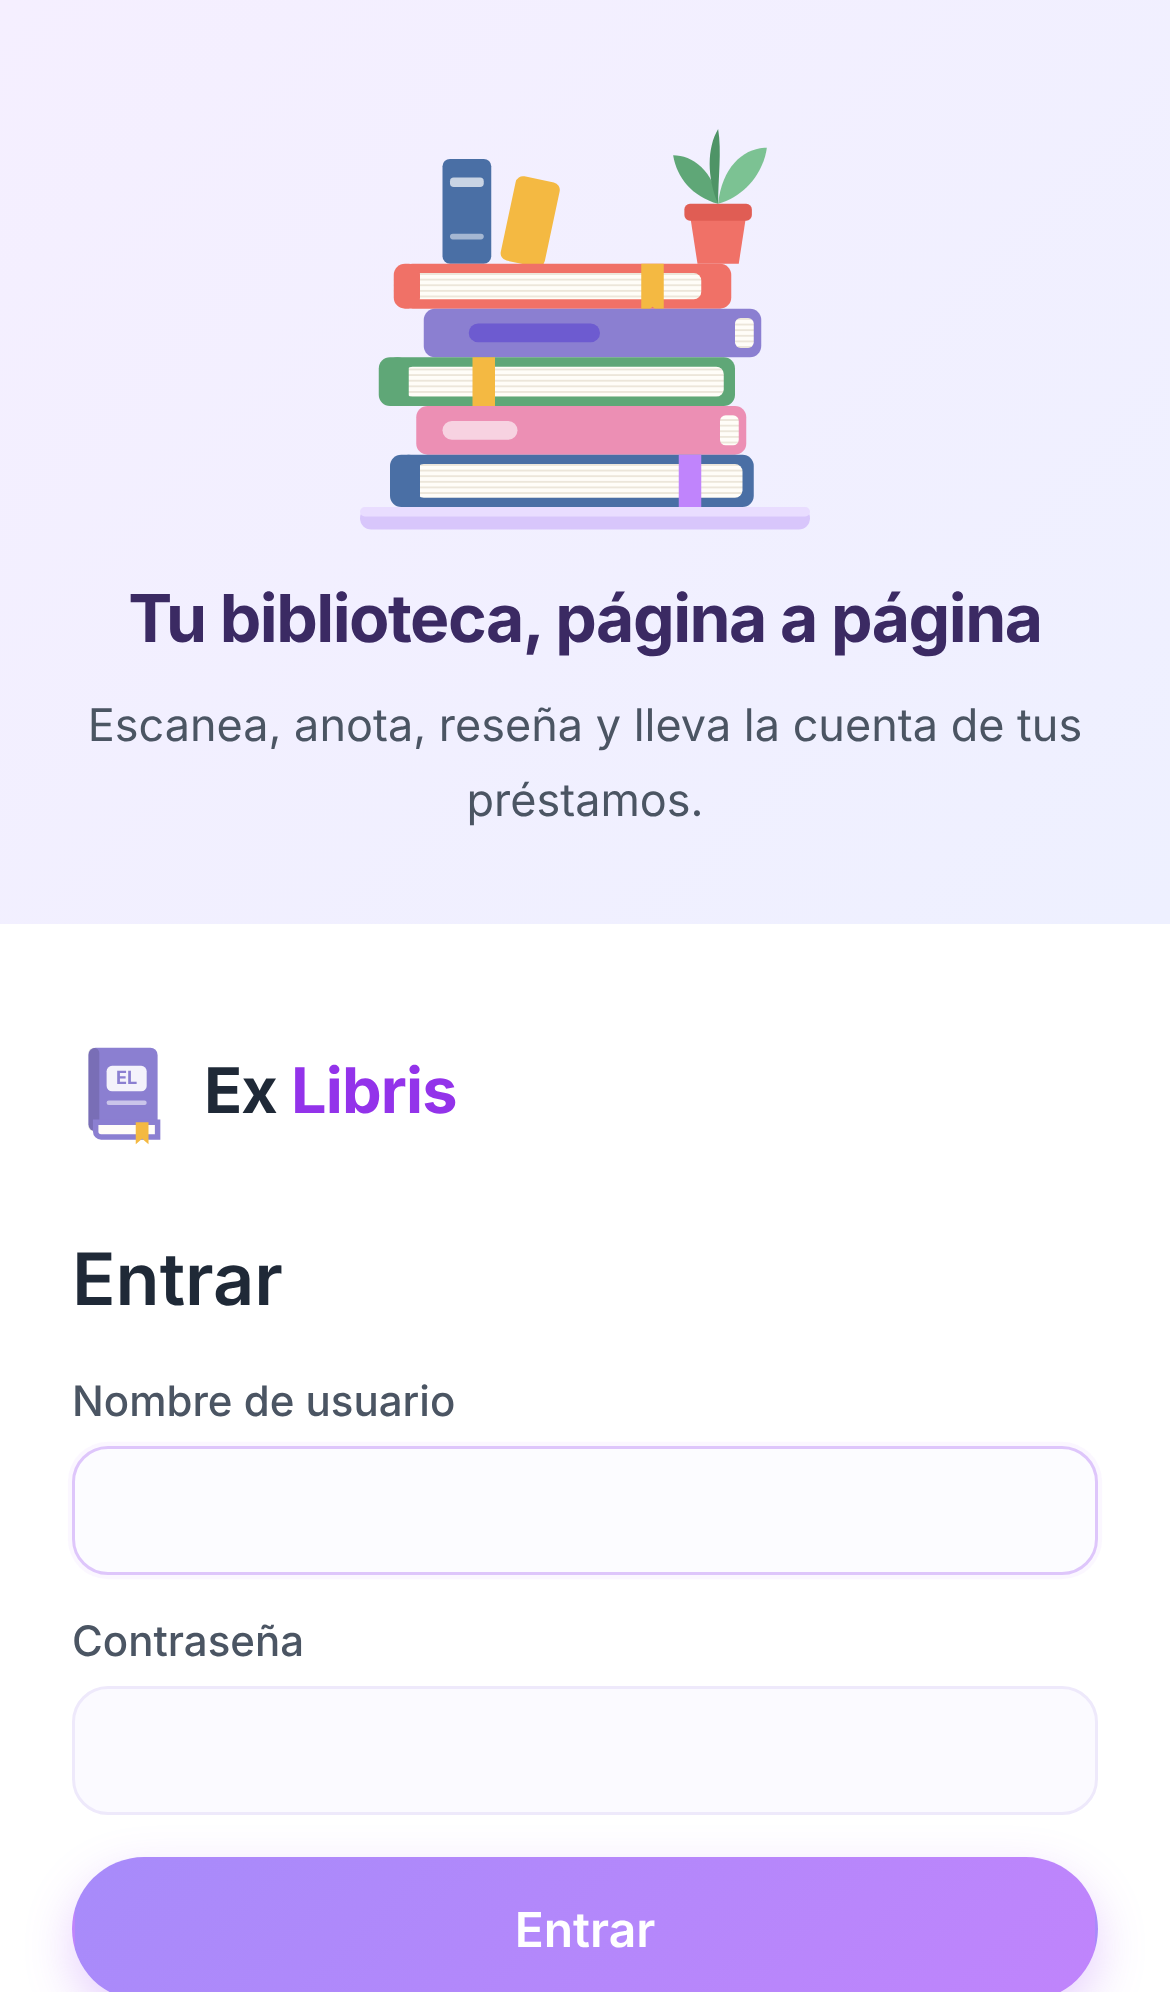 Tu biblioteca, página a página
Escanea, anota, reseña y lleva la cuenta de tus
préstamos.
EL
Ex Libris
Entrar
Nombre de usuario
Contraseña
Entrar